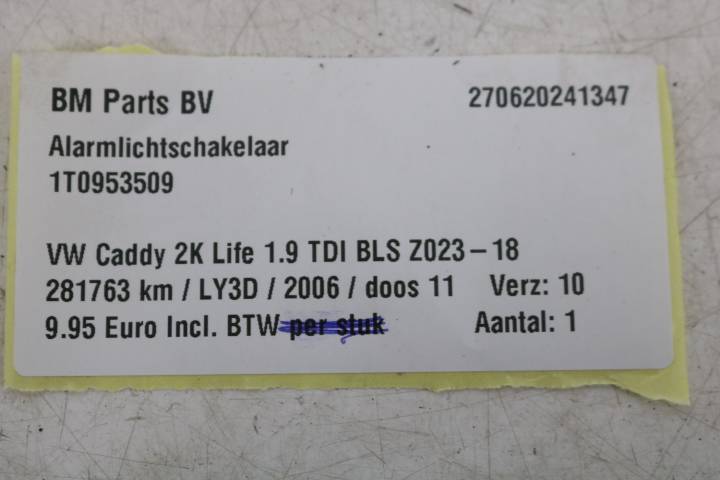 BM Parts BV 270620241347
Alarmlichtschakelaar
1T0953509
VW Caddy 2K Life 1.9 TDI BLS Z023-18
281763 km / LY3D / 2006 / doos 11 Verz: 10
9.95 Euro Incl. BTW per stuk Aantal: 1